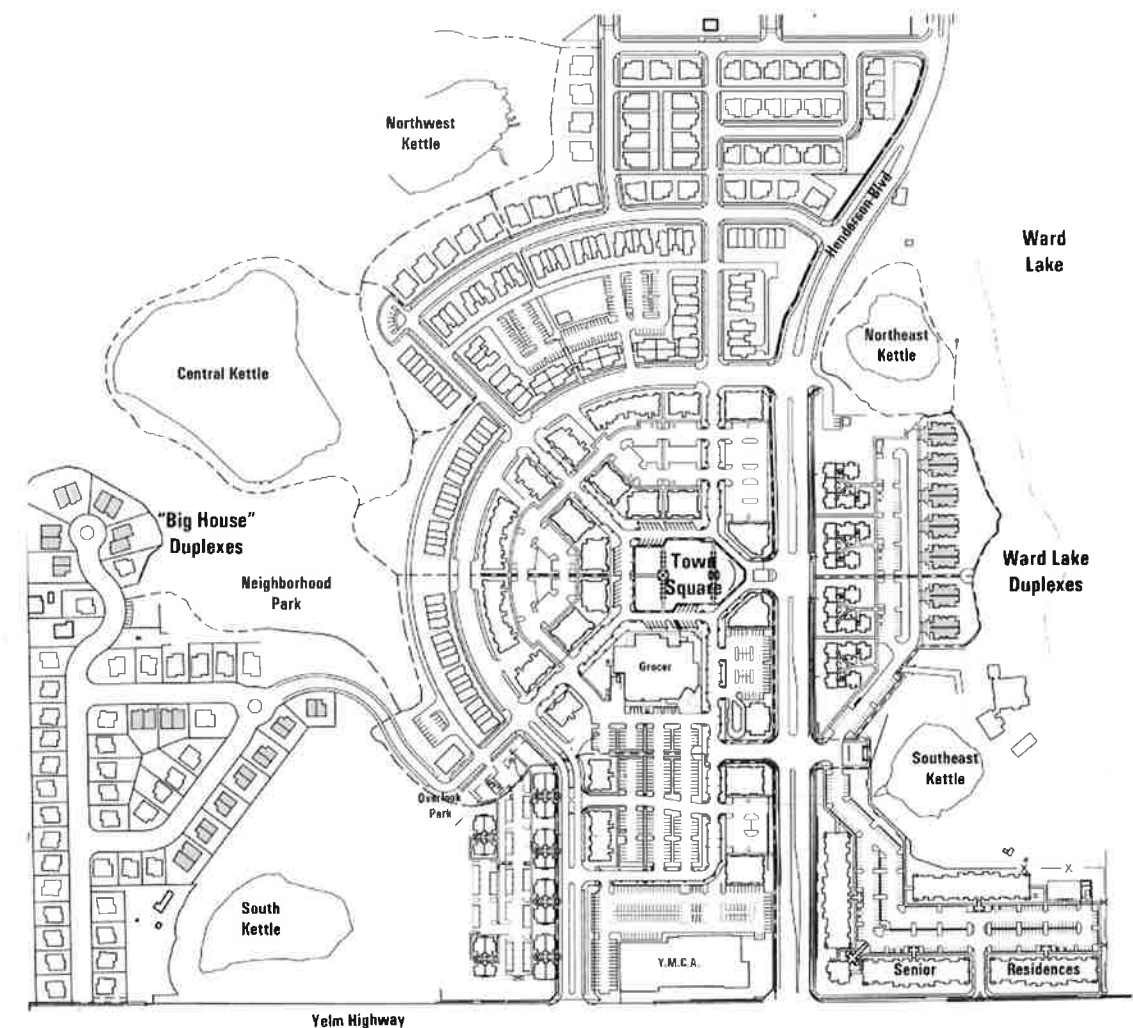 Northwest
Kettle
Henderson Blvd
Ward
Lake
Northeast
Kettle
Central Kettle
"Big House"
Duplexes
Neighborhood
Park
Town
Square
Ward Lake
Duplexes
Grocer
Southeast
Kettle
Overlook
Park
South
Kettle
Y.M.C.A.
Senior
Residences
X
Yelm Highway